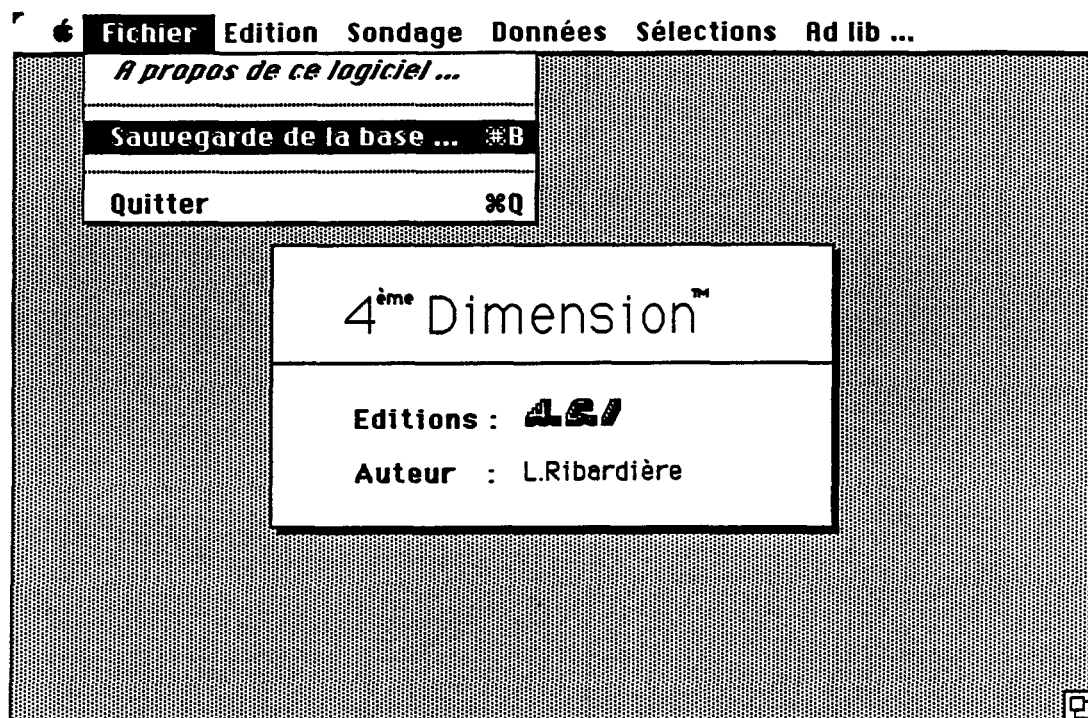 Fichier Edition Sondage Données Sélections Ad lib ...
A propos de ce logiciel ...
Sauvegarde de la base ... ⌘B
Quitter ⌘Q
4ème Dimension™
Editions :
Auteur : L.Ribardière